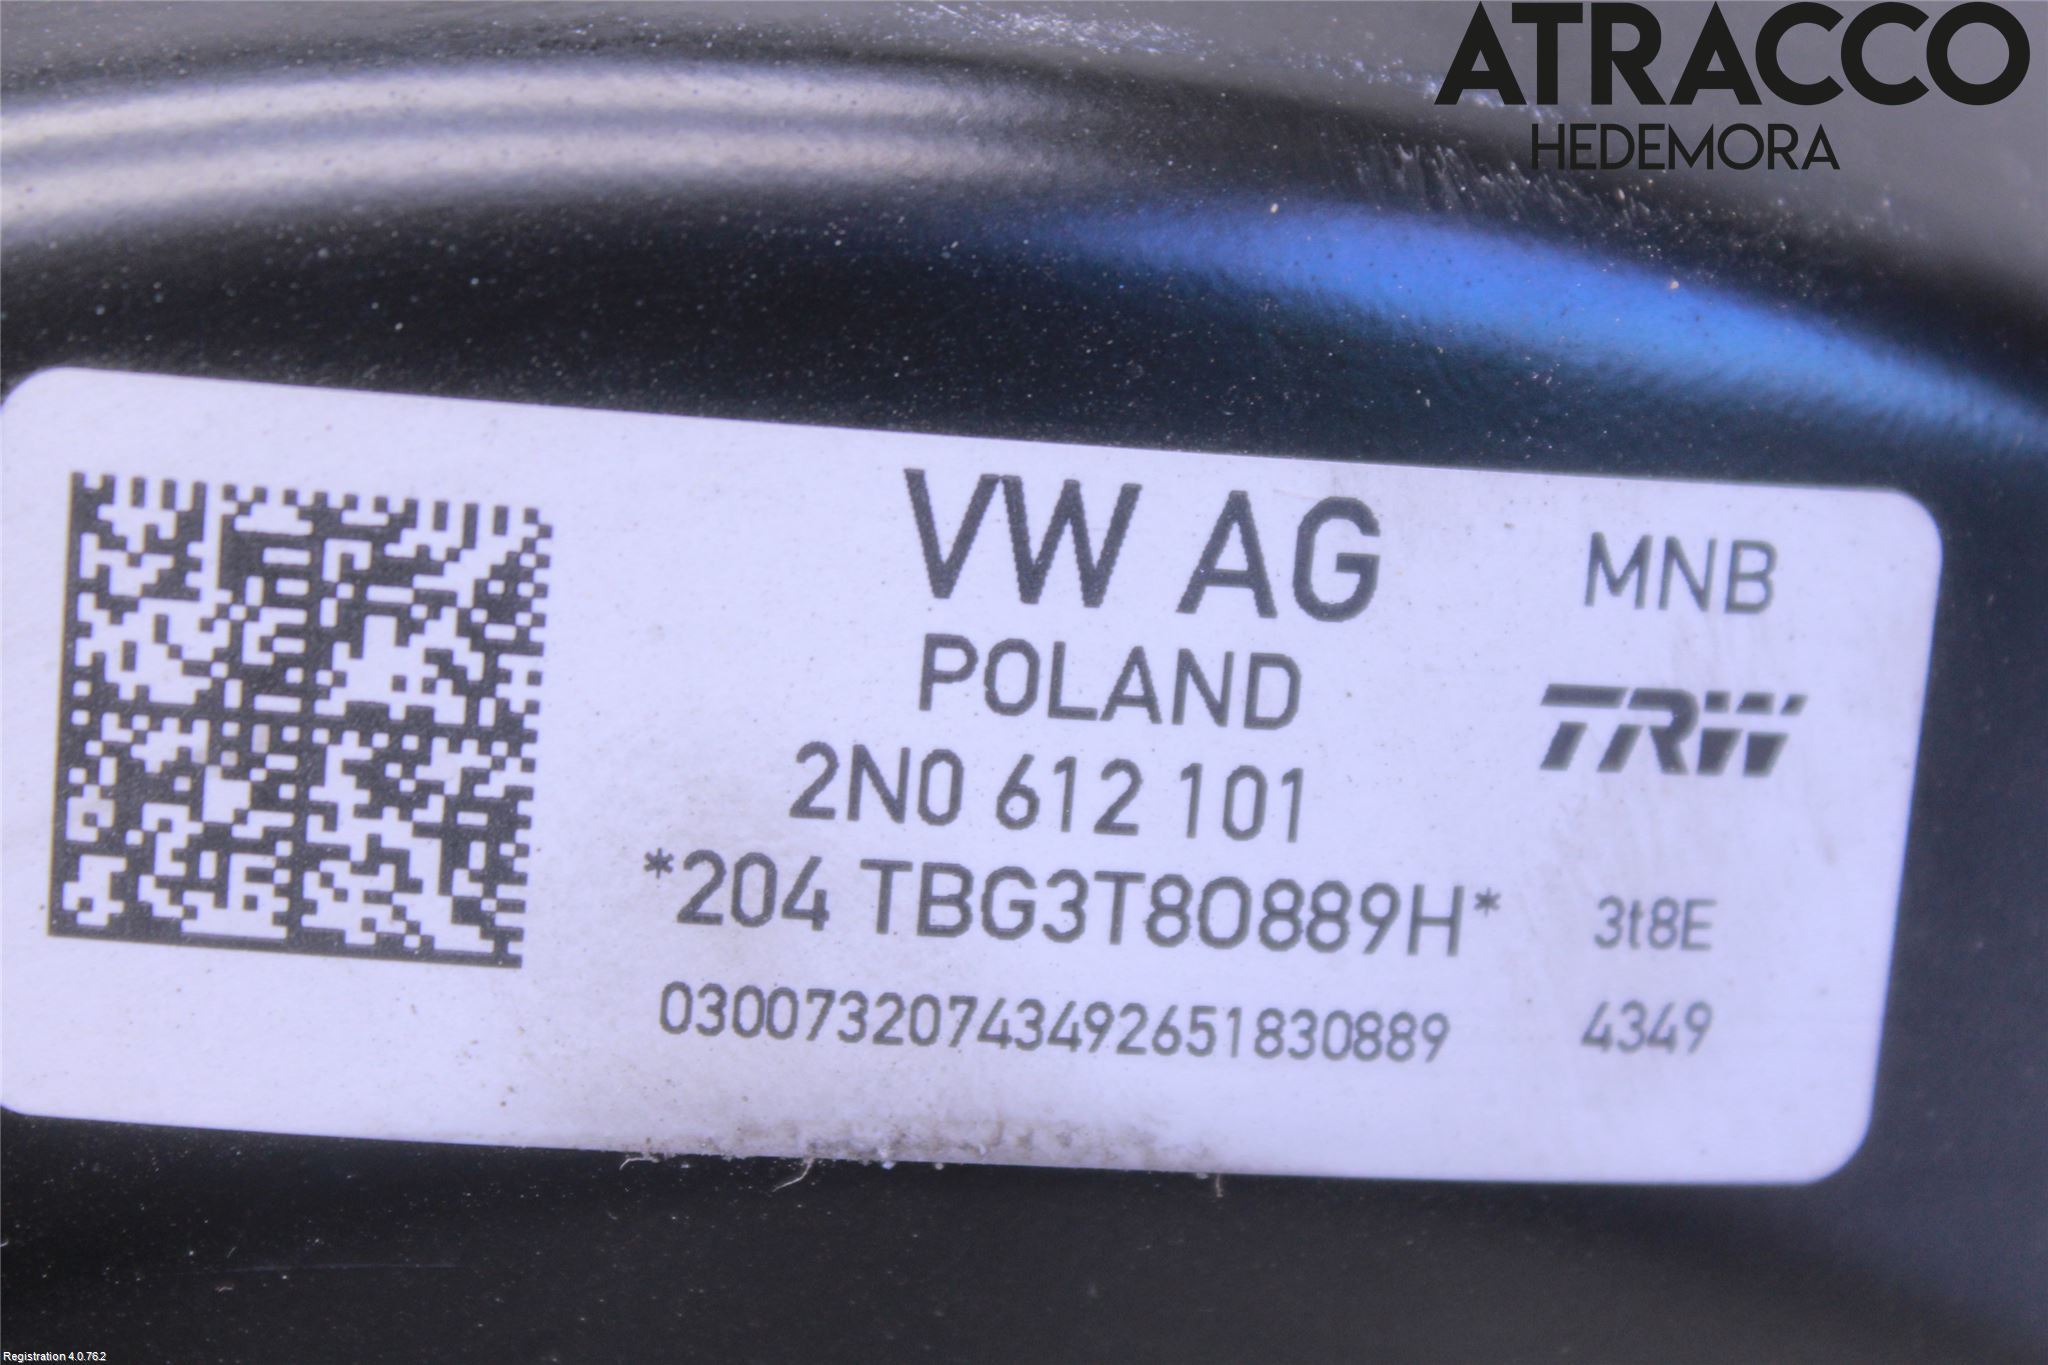 ATRACCO
HEDEMORA
VW AG
MNB
POLAND
TRW
2N0 612 101
*204 TBG3T80889H*
3t8E
03007320743492651830889
4349
Registration 4.0.76.2